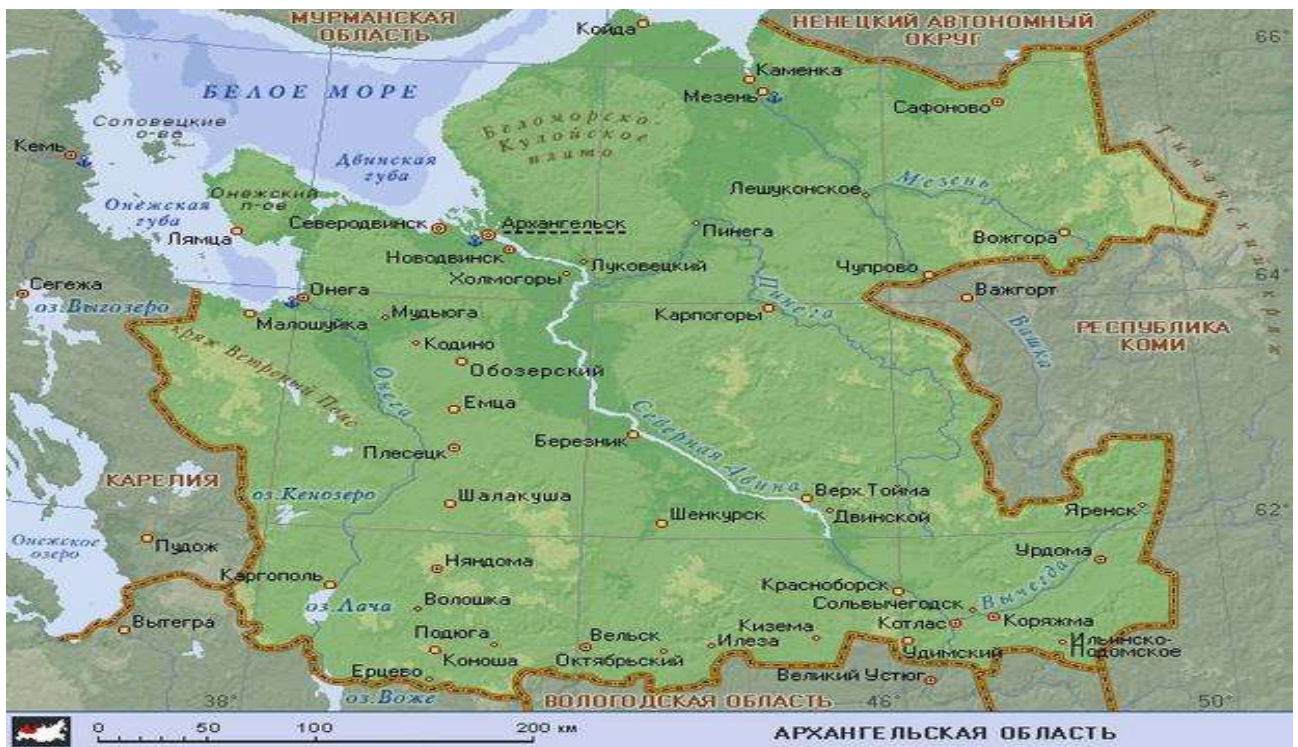 МУРМАНСКАЯ
ОБЛАСТЬ
Койда
НЕНЕЦКИЙ АВТОНОМНЫЙ
ОКРУГ
66°
Каменка
Мезень
Сафоново
БЕЛОЕ МОРЕ
Соловецкие
о-ва
Беломорско-
Кулойское
плато
Кемь
Двинская
губа
Тиманский кряж
Онежский
п-ов
Лешуконское
Мезень
Онежская
губа
Северодвинск
Архангельск
Пинега
Лямца
Вожгора
Новодвинск
Холмогоры
Луковецкий
Чупрово
64°
Сегежа
Онега
Важгорт
оз.Выгозеро
Малошуйка
Мудьюга
Карпогоры
Пинега
Вашка
РЕСПУБЛИКА
КОМИ
кряж Ветреный Пояс
Кодино
Обозерский
Онега
Емца
Северная Двина
Березник
Плесецк
КАРЕЛИЯ
оз.Кенозеро
Шалакуша
Верх.Тойма
Двинской
Яренск
62°
Шенкурск
Онежское
озеро
Пудож
Урдома
Няндома
Каргополь
Красноборск
Вычегда
оз.Лача
Волошка
Сольвычегодск
Вытегра
Котлас
Коряжма
Подюга
Вельск
Кизема
Илеза
Ильинско-
Подомское
Коноша
Октябрьский
Удимский
Ерцево
Великий Устюг
38°
оз.Воже
ВОЛОГОДСКАЯ ОБЛАСТЬ
46°
50°
0 50 100 200 км
АРХАНГЕЛЬСКАЯ ОБЛАСТЬ